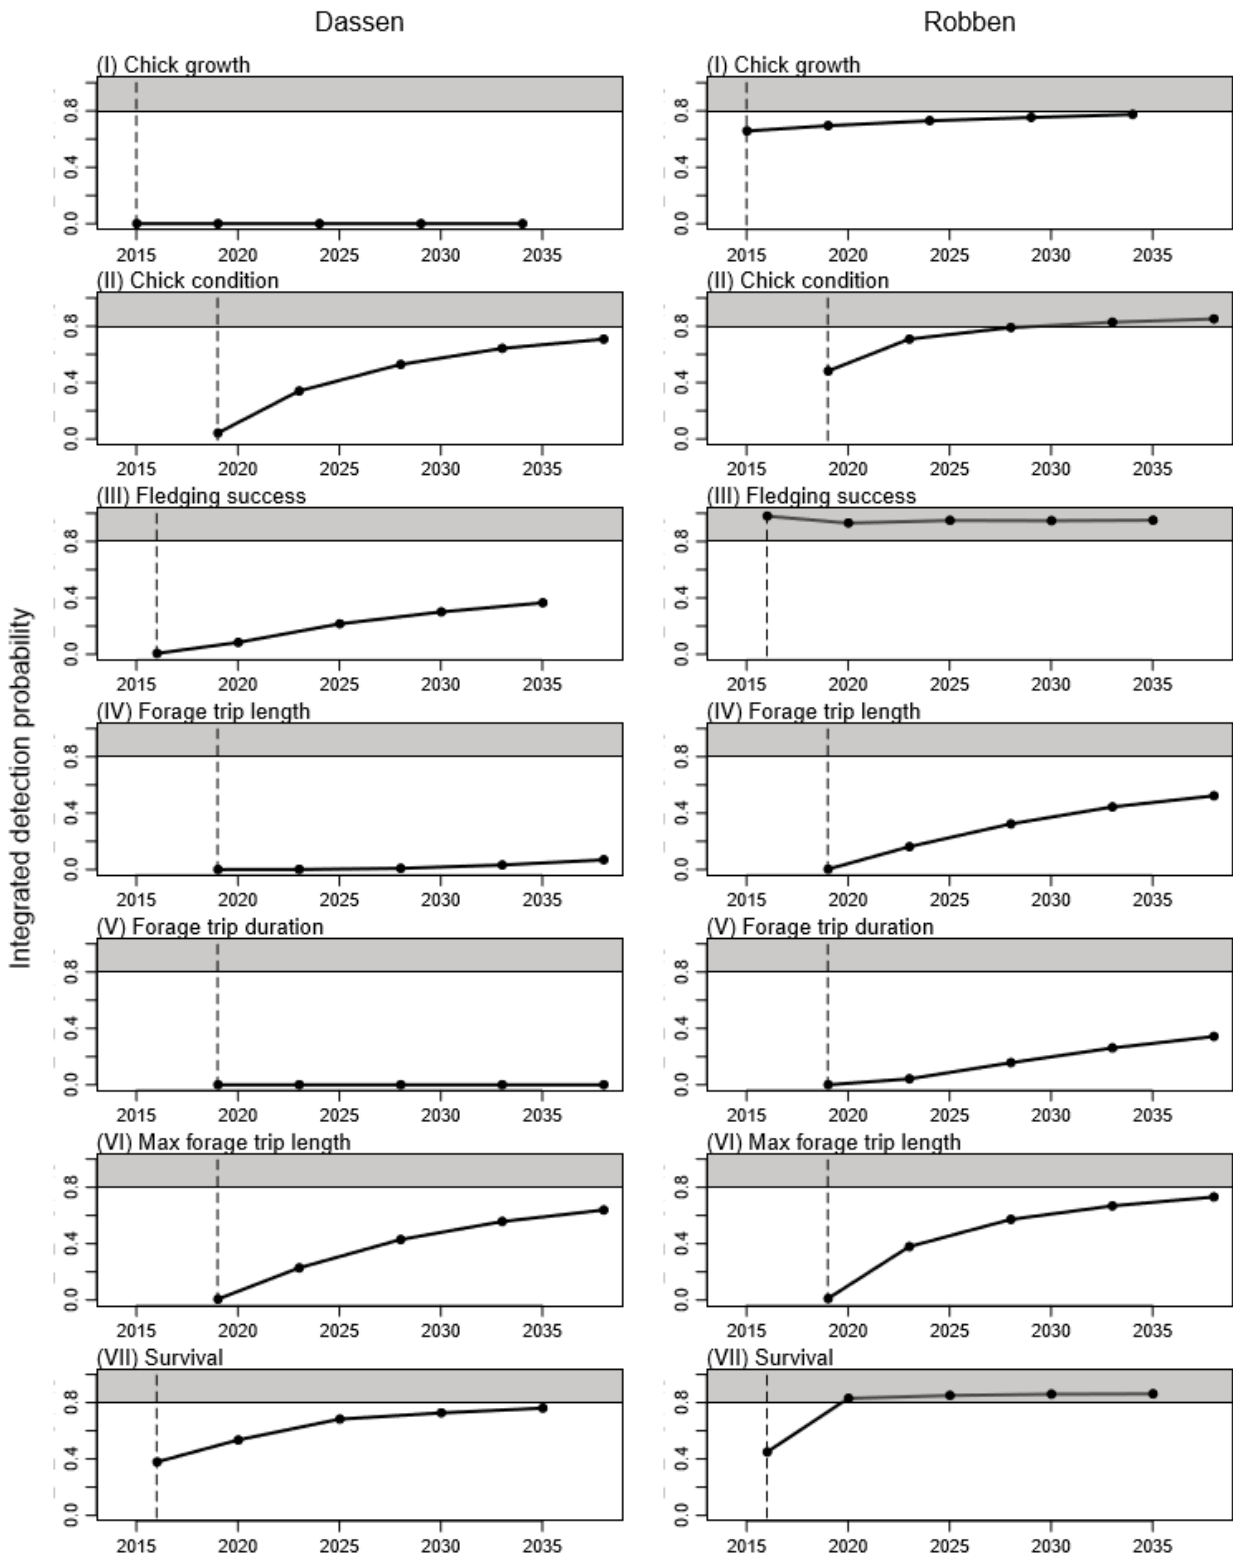 Dassen
Robben
Integrated detection probability
(I) Chick growth
0.0 0.4 0.8
2015 2020 2025 2030 2035
(I) Chick growth
0.0 0.4 0.8
2015 2020 2025 2030 2035
(II) Chick condition
0.0 0.4 0.8
2015 2020 2025 2030 2035
(II) Chick condition
0.0 0.4 0.8
2015 2020 2025 2030 2035
(III) Fledging success
0.0 0.4 0.8
2015 2020 2025 2030 2035
(III) Fledging success
0.0 0.4 0.8
2015 2020 2025 2030 2035
(IV) Forage trip length
0.0 0.4 0.8
2015 2020 2025 2030 2035
(IV) Forage trip length
0.0 0.4 0.8
2015 2020 2025 2030 2035
(V) Forage trip duration
0.0 0.4 0.8
2015 2020 2025 2030 2035
(V) Forage trip duration
0.0 0.4 0.8
2015 2020 2025 2030 2035
(VI) Max forage trip length
0.0 0.4 0.8
2015 2020 2025 2030 2035
(VI) Max forage trip length
0.0 0.4 0.8
2015 2020 2025 2030 2035
(VII) Survival
0.0 0.4 0.8
2015 2020 2025 2030 2035
(VII) Survival
0.0 0.4 0.8
2015 2020 2025 2030 2035